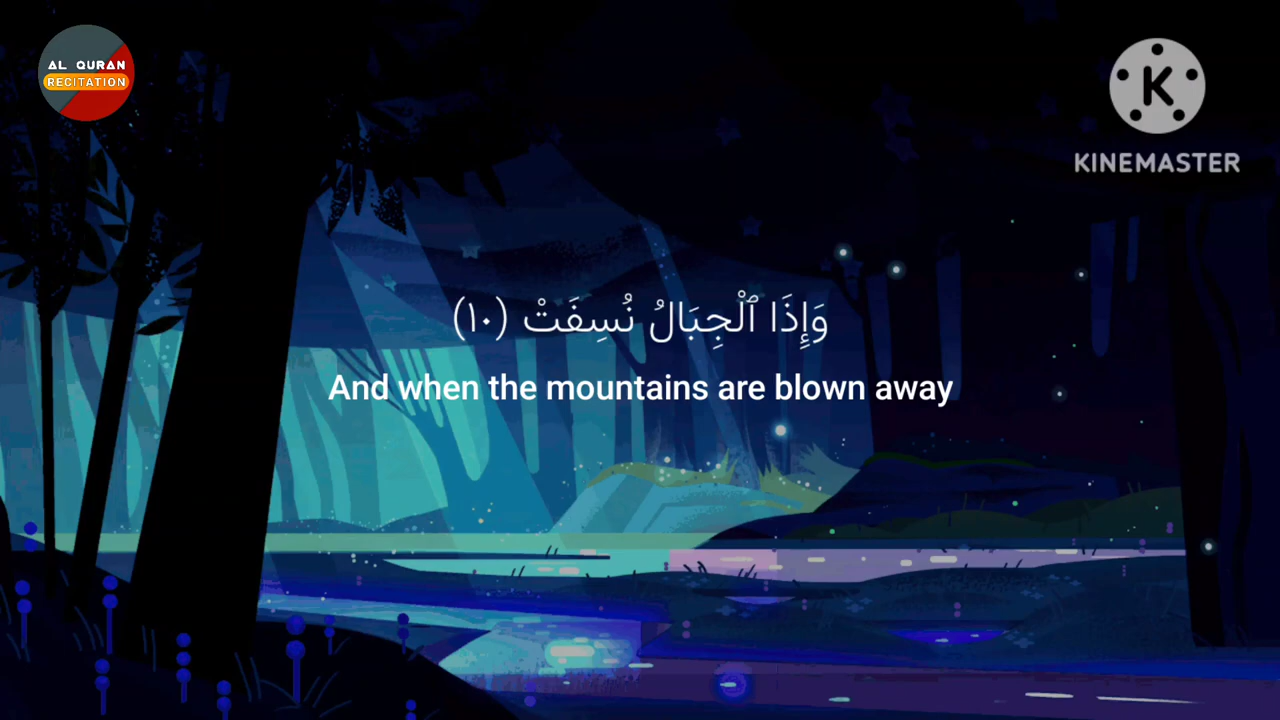 AL QURAN
RECITATION
K
KINEMASTER
وَإِذَا ٱلْجِبَالُ نُسِفَتْ (١٠)
And when the mountains are blown away